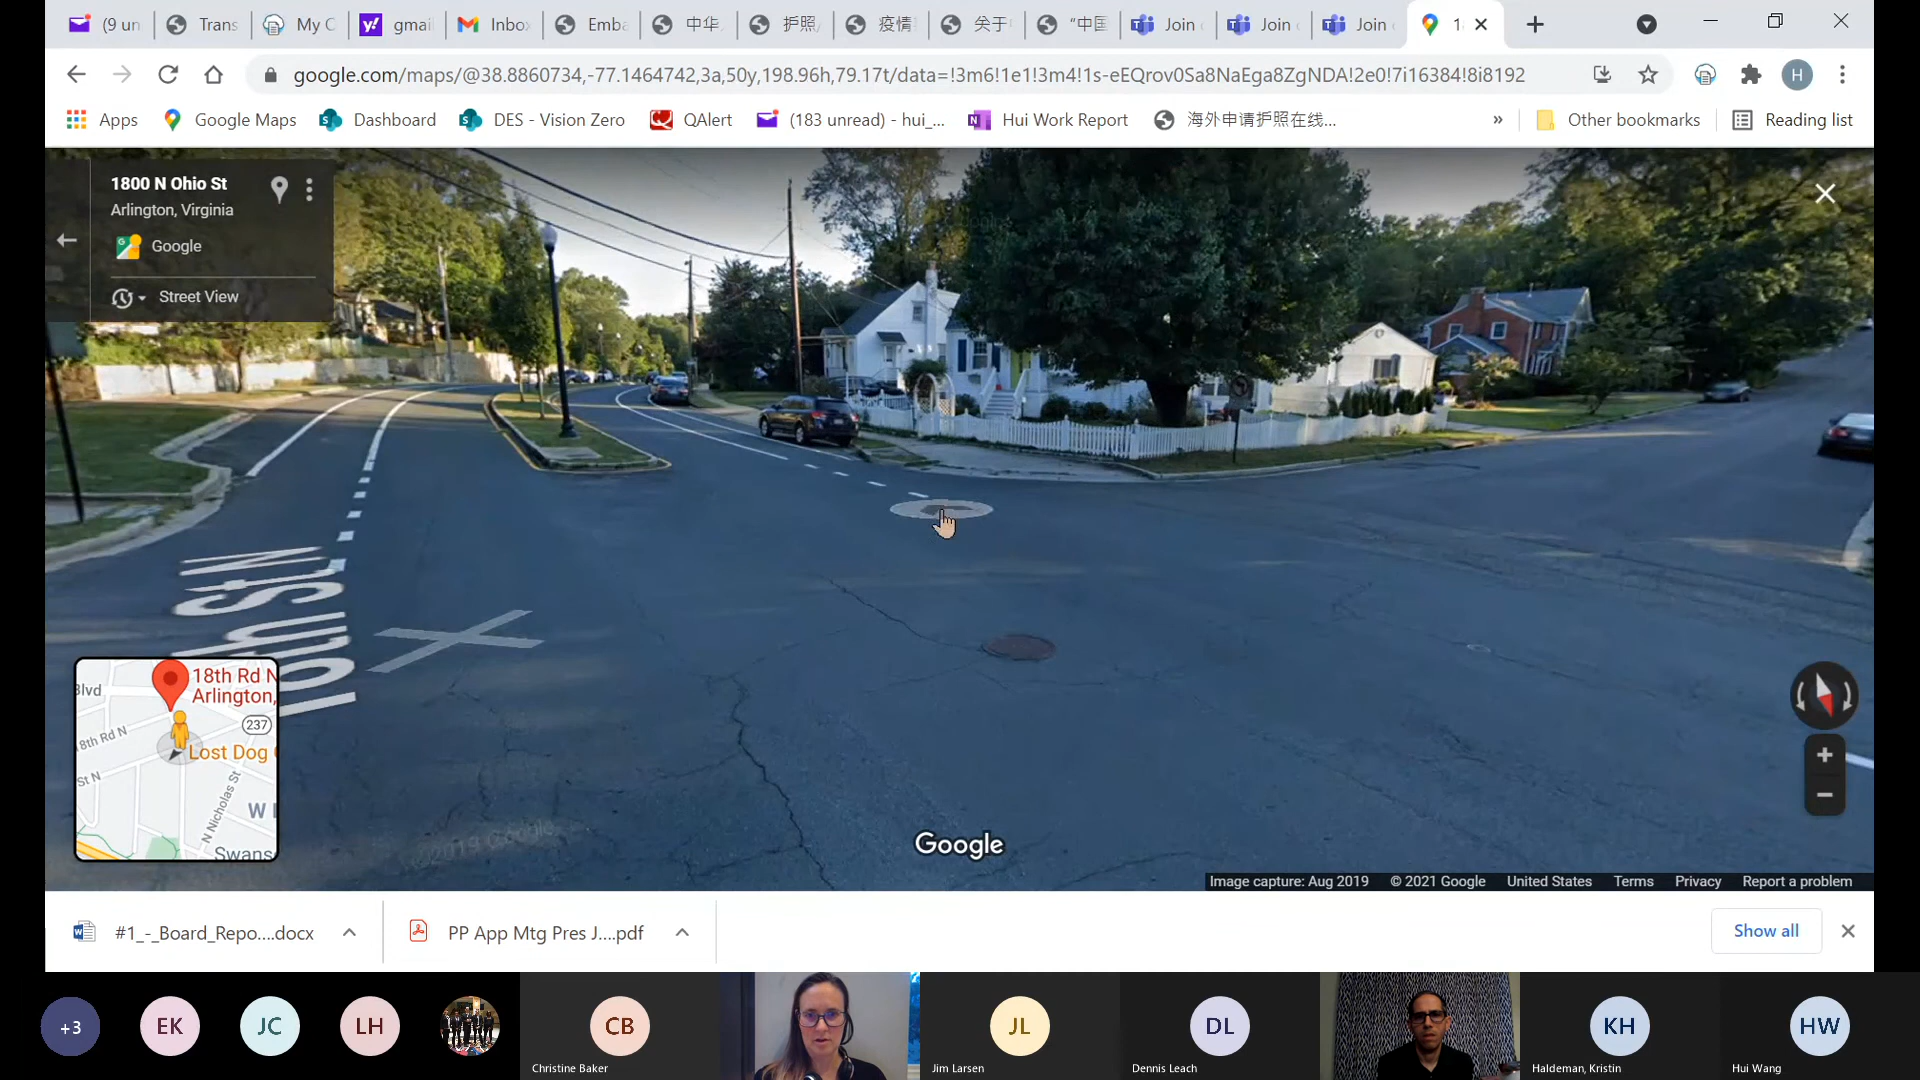 (9 un
Trans
My C
gmai
Inbo
Emba
中华
护照
疫情
关于
“中国
Join
Join
Join
google.com/maps/@38.8860734,-77.1464742,3a,50y,198.96h,79.17t/data=!3m6!1e1!3m4!1s-eEQrov0Sa8NaEga8ZgNDA!2e0!7i16384!8i8192
H
Apps
Google Maps
Dashboard
DES - Vision Zero
QAlert
(183 unread) - hui_...
Hui Work Report
海外申请护照在线...
»
Other bookmarks
Reading list
1800 N Ohio St
Arlington, Virginia
Google
Street View
18th Rd N
Arlington,
Blvd
237
18th Rd N
Lost Dog
St N
N Nicholas St
W
Swans
Google
Image capture: Aug 2019 © 2021 Google United States Terms Privacy Report a problem
#1_-_Board_Repo....docx
PP App Mtg Pres J....pdf
Show all
+3
EK
JC
LH
CB
JL
DL
KH
HW
Christine Baker
Jim Larsen
Dennis Leach
Haldeman, Kristin
Hui Wang